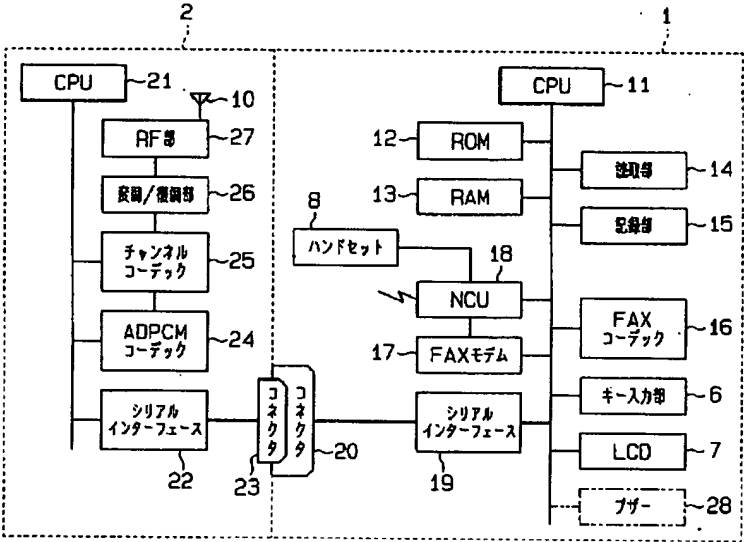 2
1
CPU
21
10
RF部
27
変調/復調部
26
チャンネル
コーデック
25
ADPCM
コーデック
24
シリアル
インターフェース
22
コネクタ
23
コネクタ
20
CPU
11
ROM
12
RAM
13
読取部
14
記録部
15
8
ハンドセット
18
NCU
17
FAXモデム
FAX
コーデック
16
キー入力部
6
シリアル
インターフェース
19
LCD
7
ブザー
28